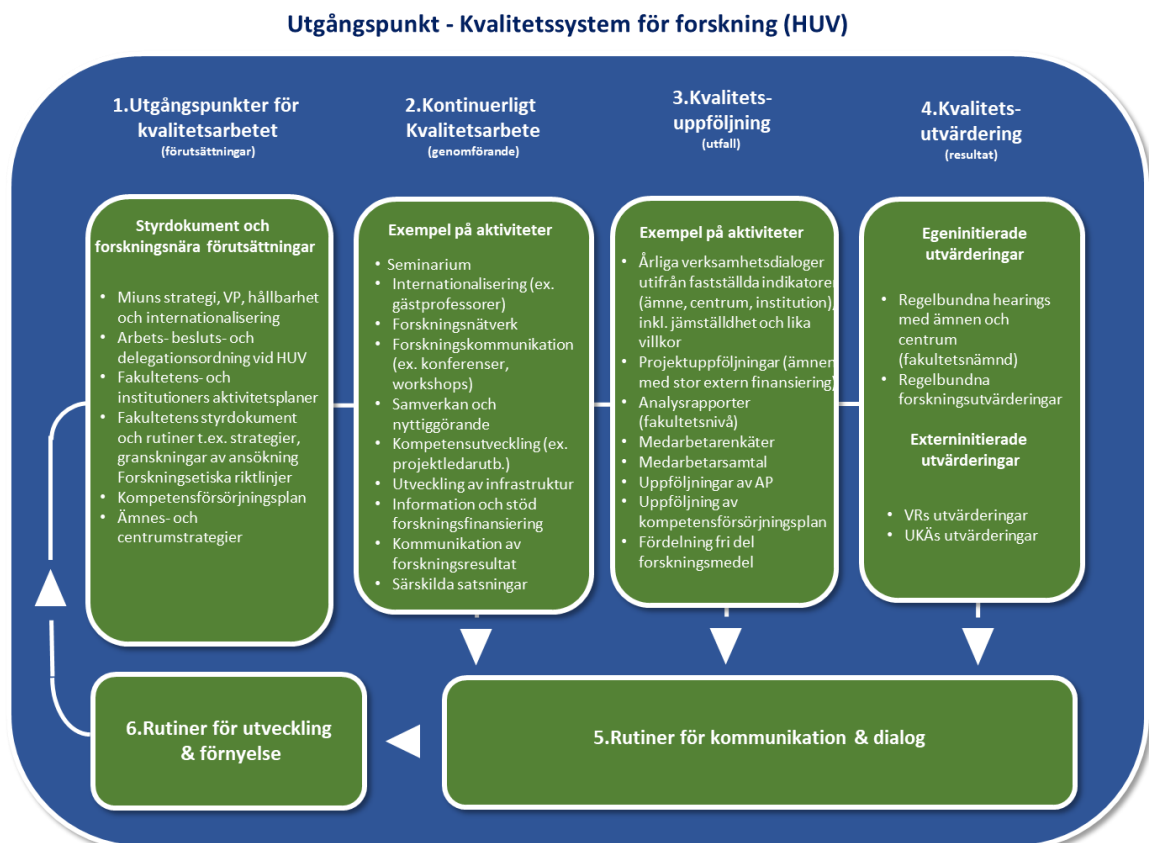 Utgångspunkt - Kvalitetssystem för forskning (HUV)
1.Utgångspunkter för
kvalitetsarbetet
(förutsättningar)
2.Kontinuerligt
Kvalitetsarbete
(genomförande)
3.Kvalitets-
uppföljning
(utfall)
4.Kvalitets-
utvärdering
(resultat)
Styrdokument och
forskningsnära förutsättningar
• Miuns strategi, VP, hållbarhet
och internationalisering
• Arbets- besluts- och
delegationsordning vid HUV
• Fakultetens- och
institutioners aktivitetsplaner
• Fakultetens styrdokument
och rutiner t.ex. strategier,
granskningar av ansökning
Forskningsetiska riktlinjer
• Kompetensförsörjningsplan
• Ämnes- och
centrumstrategier
Exempel på aktiviteter
• Seminarium
• Internationalisering (ex.
gästprofessorer)
• Forskningsnätverk
• Forskningskommunikation
(ex. konferenser,
workshops)
• Samverkan och
nyttiggörande
• Kompetensutveckling (ex.
projektledarutb.)
• Utveckling av infrastruktur
• Information och stöd
forskningsfinansiering
• Kommunikation av
forskningsresultat
• Särskilda satsningar
Exempel på aktiviteter
• Årliga verksamhetsdialoger
utifrån fastställda indikatorer
(ämne, centrum, institution),
inkl. jämställdhet och lika
villkor
• Projektuppföljningar (ämnen
med stor extern finansiering)
• Analysrapporter
(fakultetsnivå)
• Medarbetarenkäter
• Medarbetarsamtal
• Uppföljningar av AP
• Uppföljning av
kompetensförsörjningsplan
• Fördelning fri del
forskningsmedel
Egeninitierade
utvärderingar
• Regelbundna hearings
med ämnen och
centrum
(fakultetsnämnd)
• Regelbundna
forskningsutvärderingar
Externinitierade
utvärderingar
• VRs utvärderingar
• UKÄs utvärderingar
6.Rutiner för utveckling
& förnyelse
5.Rutiner för kommunikation & dialog